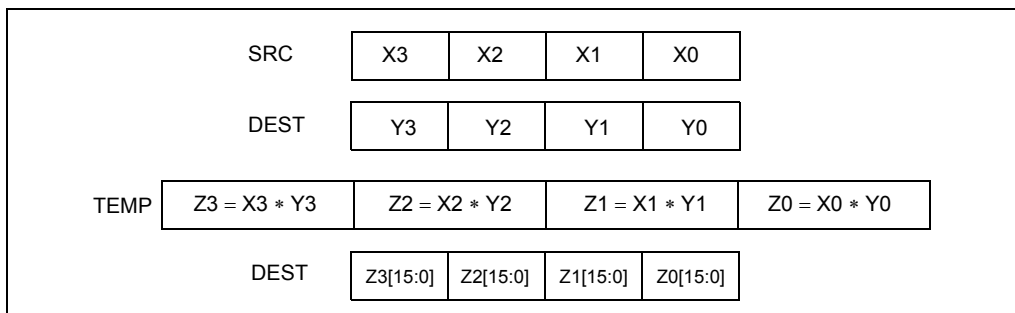 SRC X3 X2 X1 X0
DEST Y3 Y2 Y1 Y0
TEMP Z3 = X3 ∗ Y3 Z2 = X2 ∗ Y2 Z1 = X1 ∗ Y1 Z0 = X0 ∗ Y0
DEST Z3[15:0] Z2[15:0] Z1[15:0] Z0[15:0]